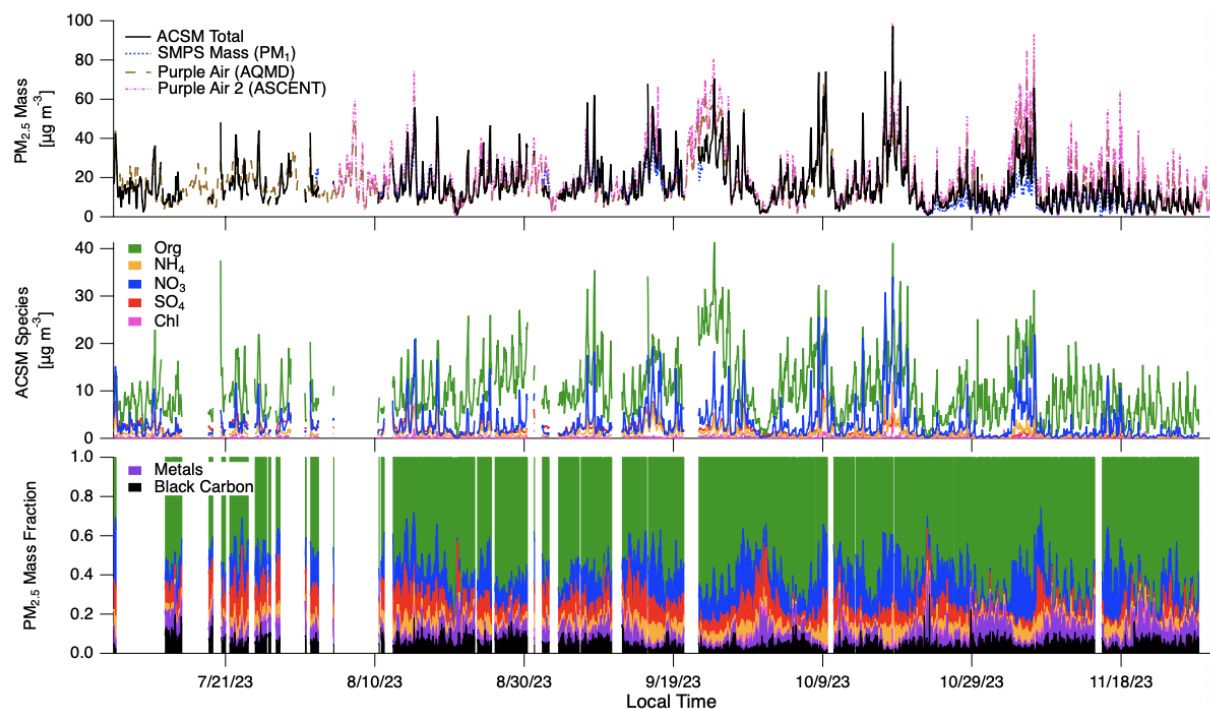 PM2.5 Mass
[µg m-3]
100
80
60
40
20
0
ACSM Total
SMPS Mass (PM1)
Purple Air (AQMD)
Purple Air 2 (ASCENT)
ACSM Species
[µg m-3]
40
30
20
10
0
Org
NH4
NO3
SO4
Chl
PM2.5 Mass Fraction
1.0
0.8
0.6
0.4
0.2
0.0
Metals
Black Carbon
7/21/23 8/10/23 8/30/23 9/19/23 10/9/23 10/29/23 11/18/23
Local Time